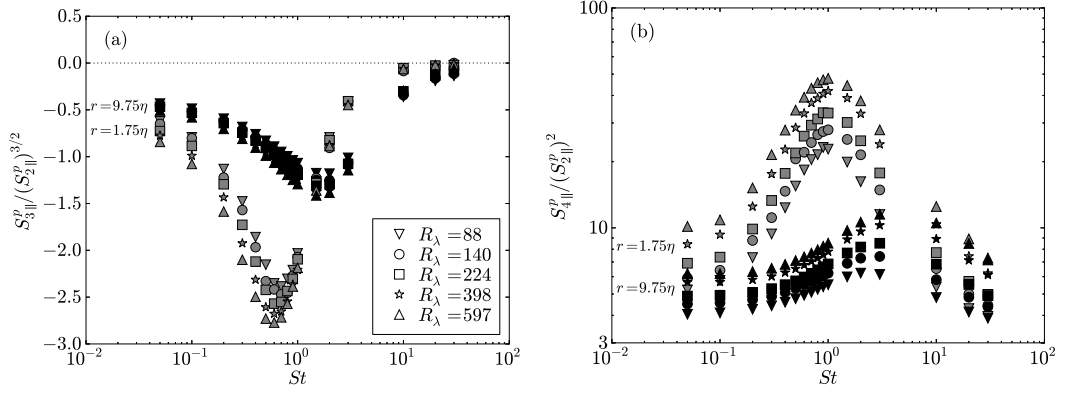 (a)
0.5
0.0
−0.5
−1.0
−1.5
−2.0
−2.5
−3.0
S^p_{3∥}/(S^p_{2∥})^{3/2}
r = 9.75η
r = 1.75η
R_λ = 88
R_λ = 140
R_λ = 224
R_λ = 398
R_λ = 597
10^{−2} 10^{−1} 10^0 10^1 10^2
St
(b)
100
10
3
S^p_{4∥}/(S^p_{2∥})^2
r = 1.75η
r = 9.75η
10^{−2} 10^{−1} 10^0 10^1 10^2
St